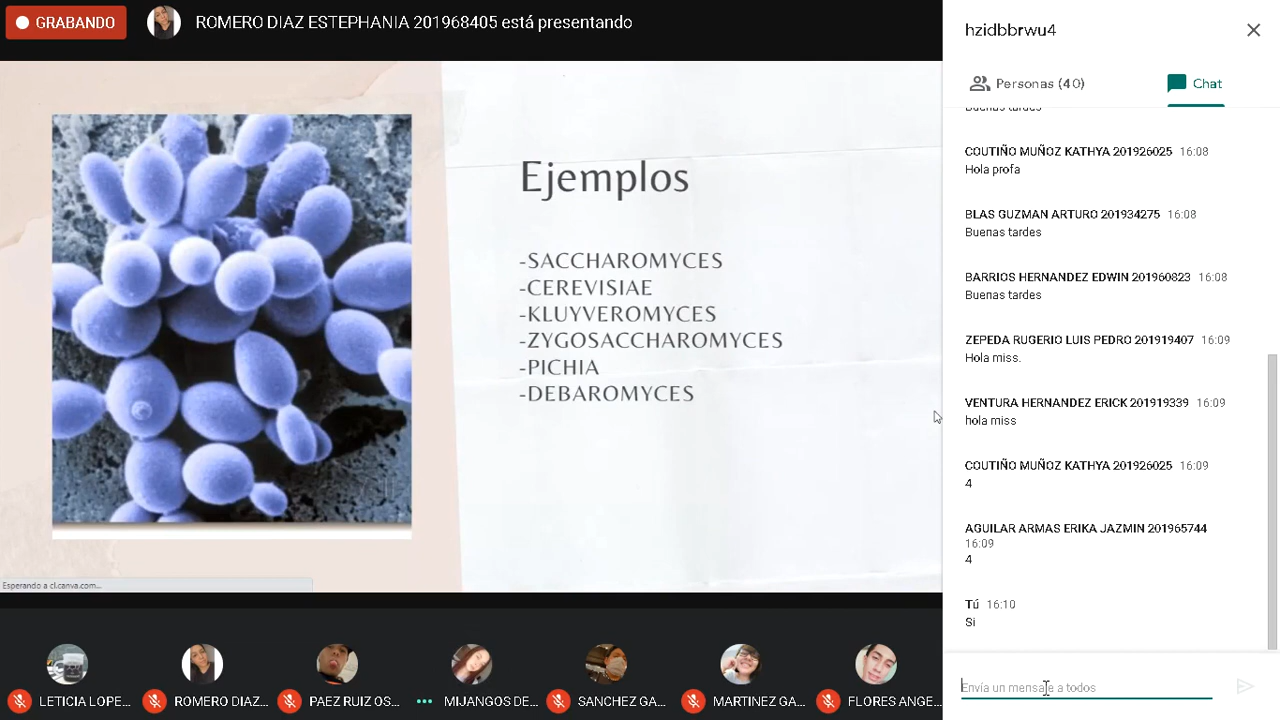 GRABANDO
ROMERO DIAZ ESTEPHANIA 201968405 está presentando
Ejemplos
-SACCHAROMYCES
-CEREVISIAE
-KLUYVEROMYCES
-ZYGOSACCHAROMYCES
-PICHIA
-DEBAROMYCES
Esperando a cl.canva.com...
LETICIA LOPE...
ROMERO DIAZ...
PAEZ RUIZ OS...
MIJANGOS DE...
SANCHEZ GA...
MARTINEZ GA...
FLORES ANGE...
hzidbbrwu4
Personas (40)
Chat
Buenas tardes
COUTIÑO MUÑOZ KATHYA 201926025 16:08
Hola profa
BLAS GUZMAN ARTURO 201934275 16:08
Buenas tardes
BARRIOS HERNANDEZ EDWIN 201960823 16:08
Buenas tardes
ZEPEDA RUGERIO LUIS PEDRO 201919407 16:09
Hola miss.
VENTURA HERNANDEZ ERICK 201919339 16:09
hola miss
COUTIÑO MUÑOZ KATHYA 201926025 16:09
4
AGUILAR ARMAS ERIKA JAZMIN 201965744
16:09
4
Tú 16:10
Si
Envía un mensaje a todos